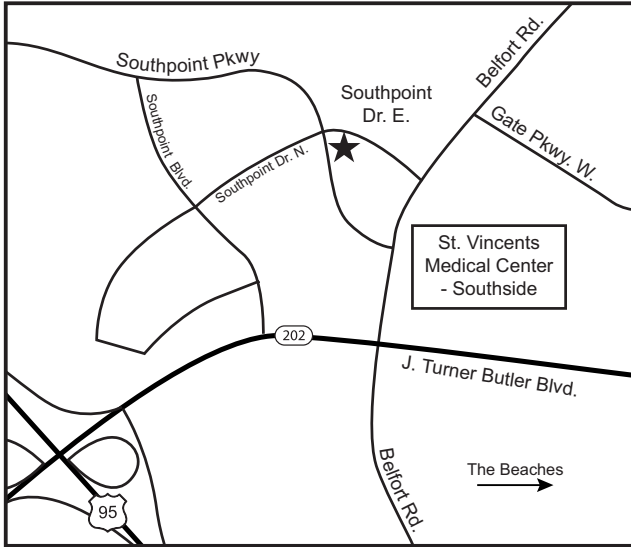 Southpoint Pkwy
Belfort Rd.
Southpoint
Dr. E.
Southpoint Blvd.
Gate Pkwy. W.
Southpoint Dr. N.
St. Vincents
Medical Center
- Southside
202
J. Turner Butler Blvd.
Belfort Rd.
The Beaches
95